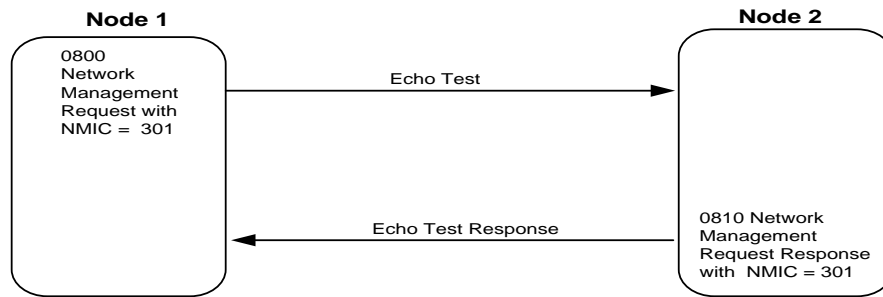 Node 1
Node 2
0800
Network
Management
Request with
NMIC = 301
Echo Test
Echo Test Response
0810 Network
Management
Request Response
with NMIC = 301